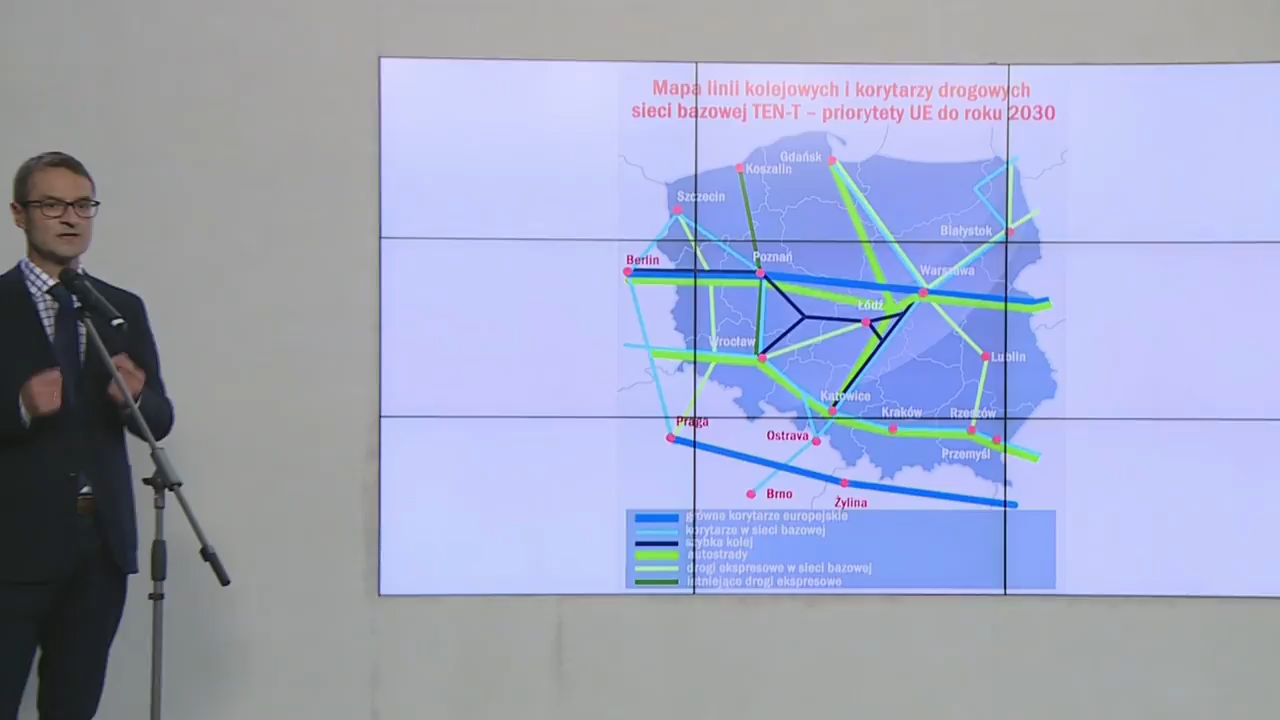 Mapa linii kolejowych i korytarzy drogowych
sieci bazowej TEN-T – priorytety UE do roku 2030
Gdańsk
Koszalin
Szczecin
Białystok
Berlin
Poznań
Warszawa
Łódź
Wrocław
Lublin
Katowice
Kraków
Rzeszów
Praga
Ostrava
Przemyśl
Brno
Żylina
główne korytarze europejskie
korytarze w sieci bazowej
szybka kolej
autostrady
drogi ekspresowe w sieci bazowej
istniejące drogi ekspresowe